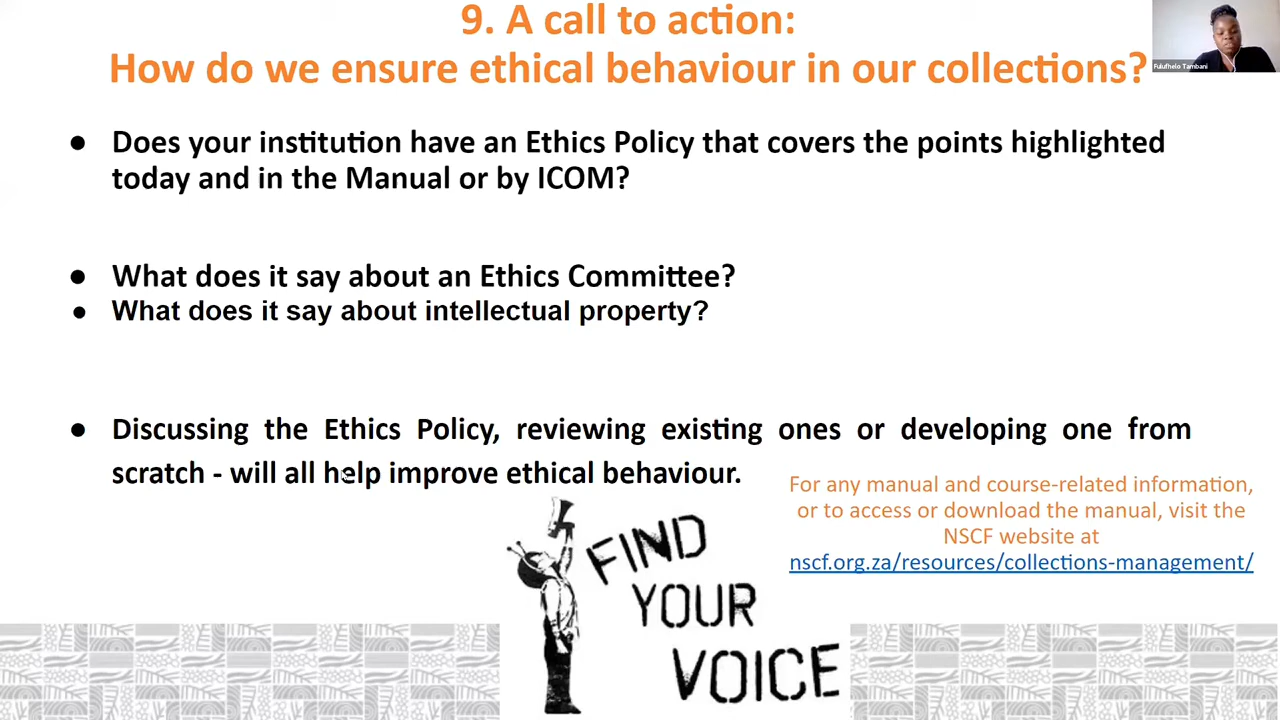 9. A call to action:
How do we ensure ethical behaviour in our collections?
Fulufhelo Tambani
● Does your institution have an Ethics Policy that covers the points highlighted
today and in the Manual or by ICOM?
● What does it say about an Ethics Committee?
● What does it say about intellectual property?
● Discussing the Ethics Policy, reviewing existing ones or developing one from
scratch - will all help improve ethical behaviour.
For any manual and course-related information,
or to access or download the manual, visit the
NSCF website at
nscf.org.za/resources/collections-management/
FIND
YOUR
VOICE